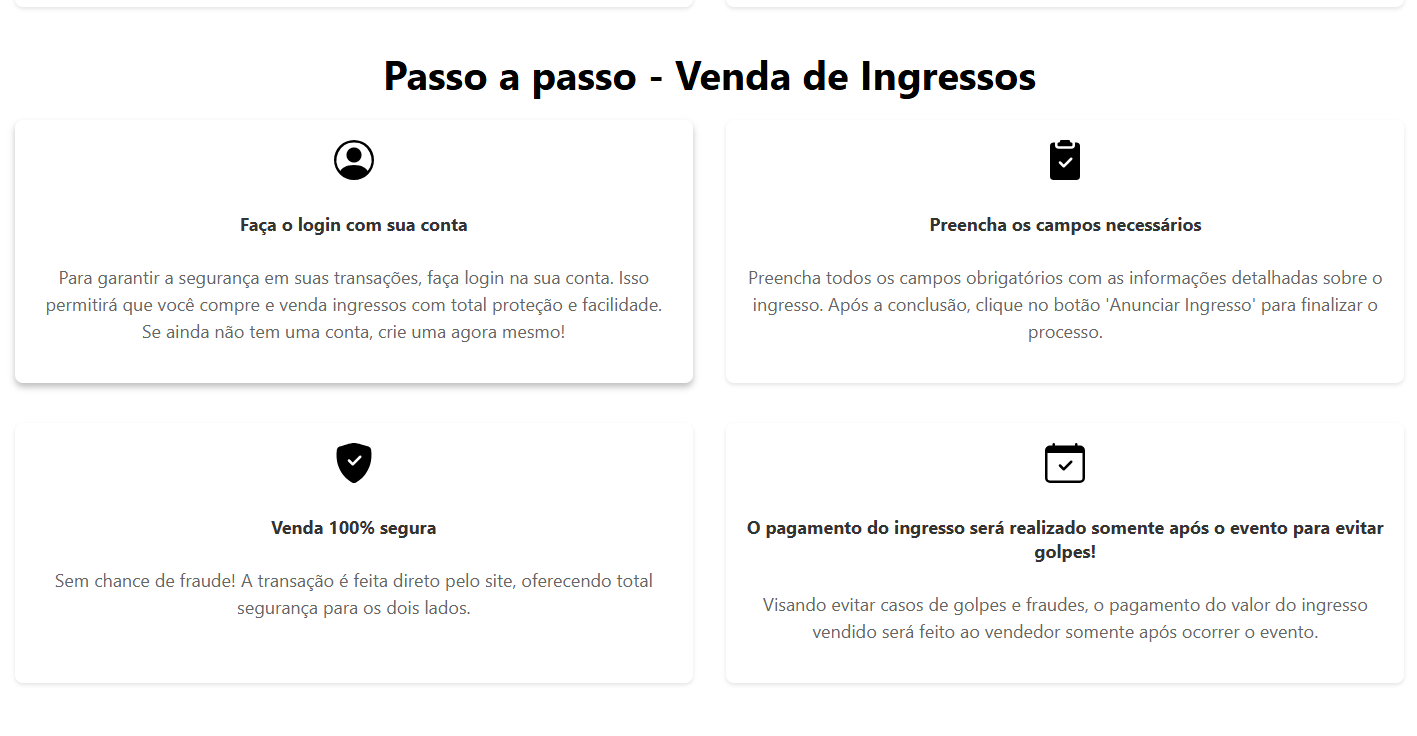 Passo a passo - Venda de Ingressos
Faça o login com sua conta
Para garantir a segurança em suas transações, faça login na sua conta. Isso
permitirá que você compre e venda ingressos com total proteção e facilidade.
Se ainda não tem uma conta, crie uma agora mesmo!
Preencha os campos necessários
Preencha todos os campos obrigatórios com as informações detalhadas sobre o
ingresso. Após a conclusão, clique no botão 'Anunciar Ingresso' para finalizar o
processo.
Venda 100% segura
Sem chance de fraude! A transação é feita direto pelo site, oferecendo total
segurança para os dois lados.
O pagamento do ingresso será realizado somente após o evento para evitar
golpes!
Visando evitar casos de golpes e fraudes, o pagamento do valor do ingresso
vendido será feito ao vendedor somente após ocorrer o evento.